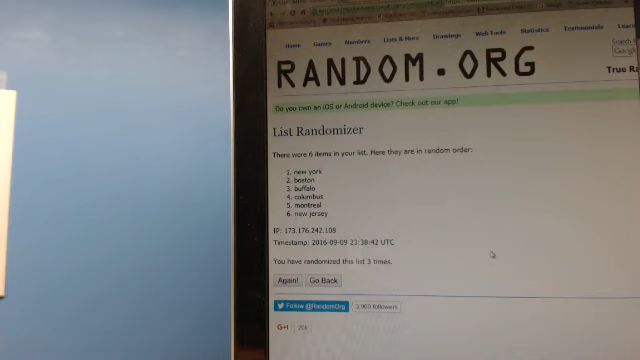 Home Games Numbers Lists & More Drawings Web Tools Statistics Testimonials Learn
RANDOM.ORG
True Ra
Do you own an iOS or Android device? Check out our app!
List Randomizer
There were 6 items in your list. Here they are in random order:
1. new york
2. boston
3. buffalo
4. columbus
5. montreal
6. new jersey
IP: 173.176.242.108
Timestamp: 2016-09-09 23:38:42 UTC
You have randomized this list 3 times.
Again! Go Back
Follow @RandomOrg
followers
G+1